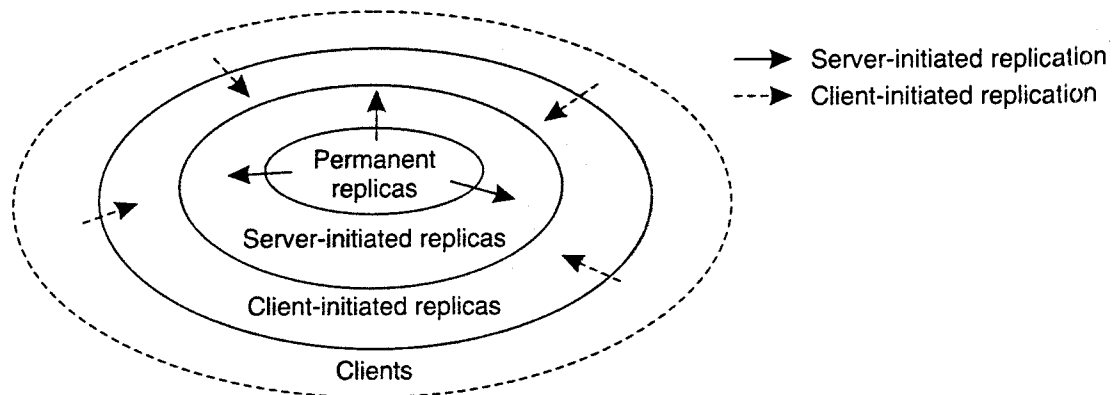 Server-initiated replication
Client-initiated replication
Permanent
replicas
Server-initiated replicas
Client-initiated replicas
Clients